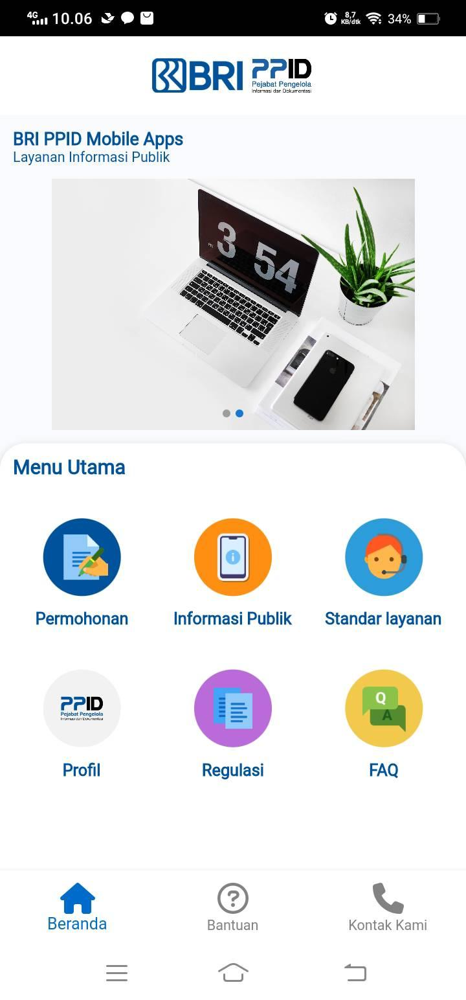 4G 10.06 8,7 KB/dtk 34%
BRI PPID
Pejabat Pengelola
Informasi dan Dokumentasi
BRI PPID Mobile Apps
Layanan Informasi Publik
PM 3 54
Menu Utama
Permohonan Informasi Publik Standar layanan
PPID
Pejabat Pengelola
Informasi dan Dokumentasi
Q
A
Profil Regulasi FAQ
Beranda Bantuan Kontak Kami